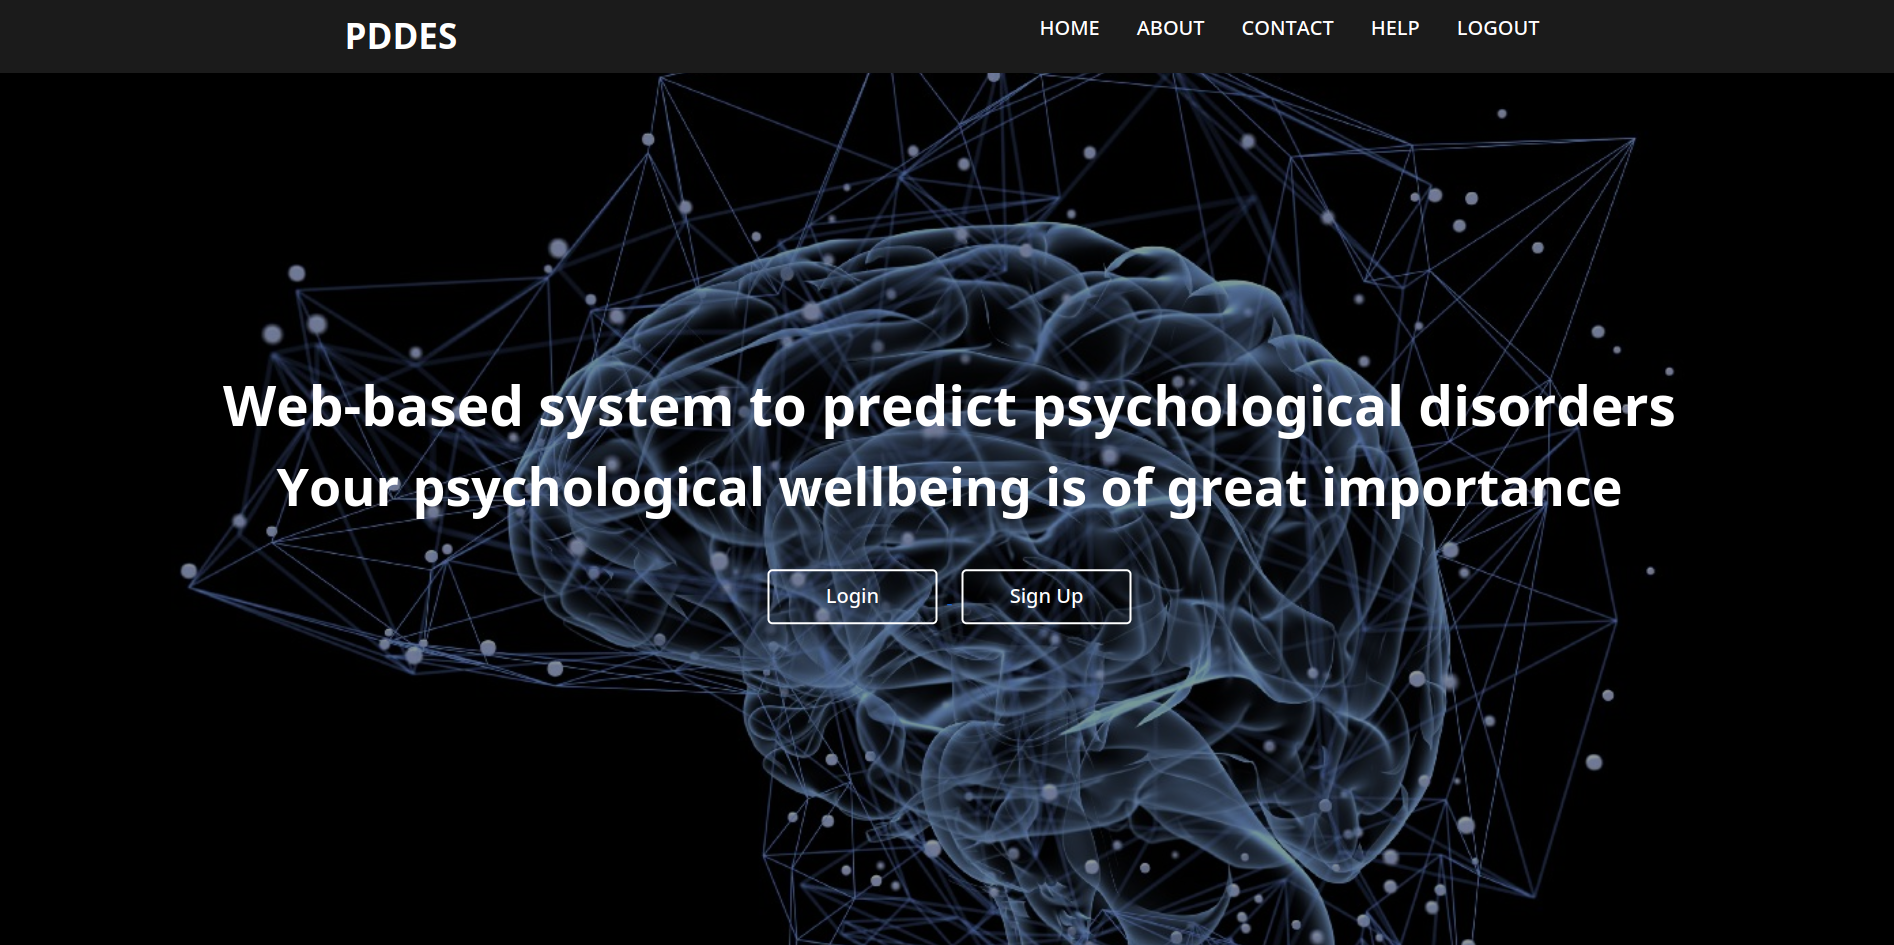 PDDES
HOME ABOUT CONTACT HELP LOGOUT
Web-based system to predict psychological disorders
Your psychological wellbeing is of great importance
Login Sign Up